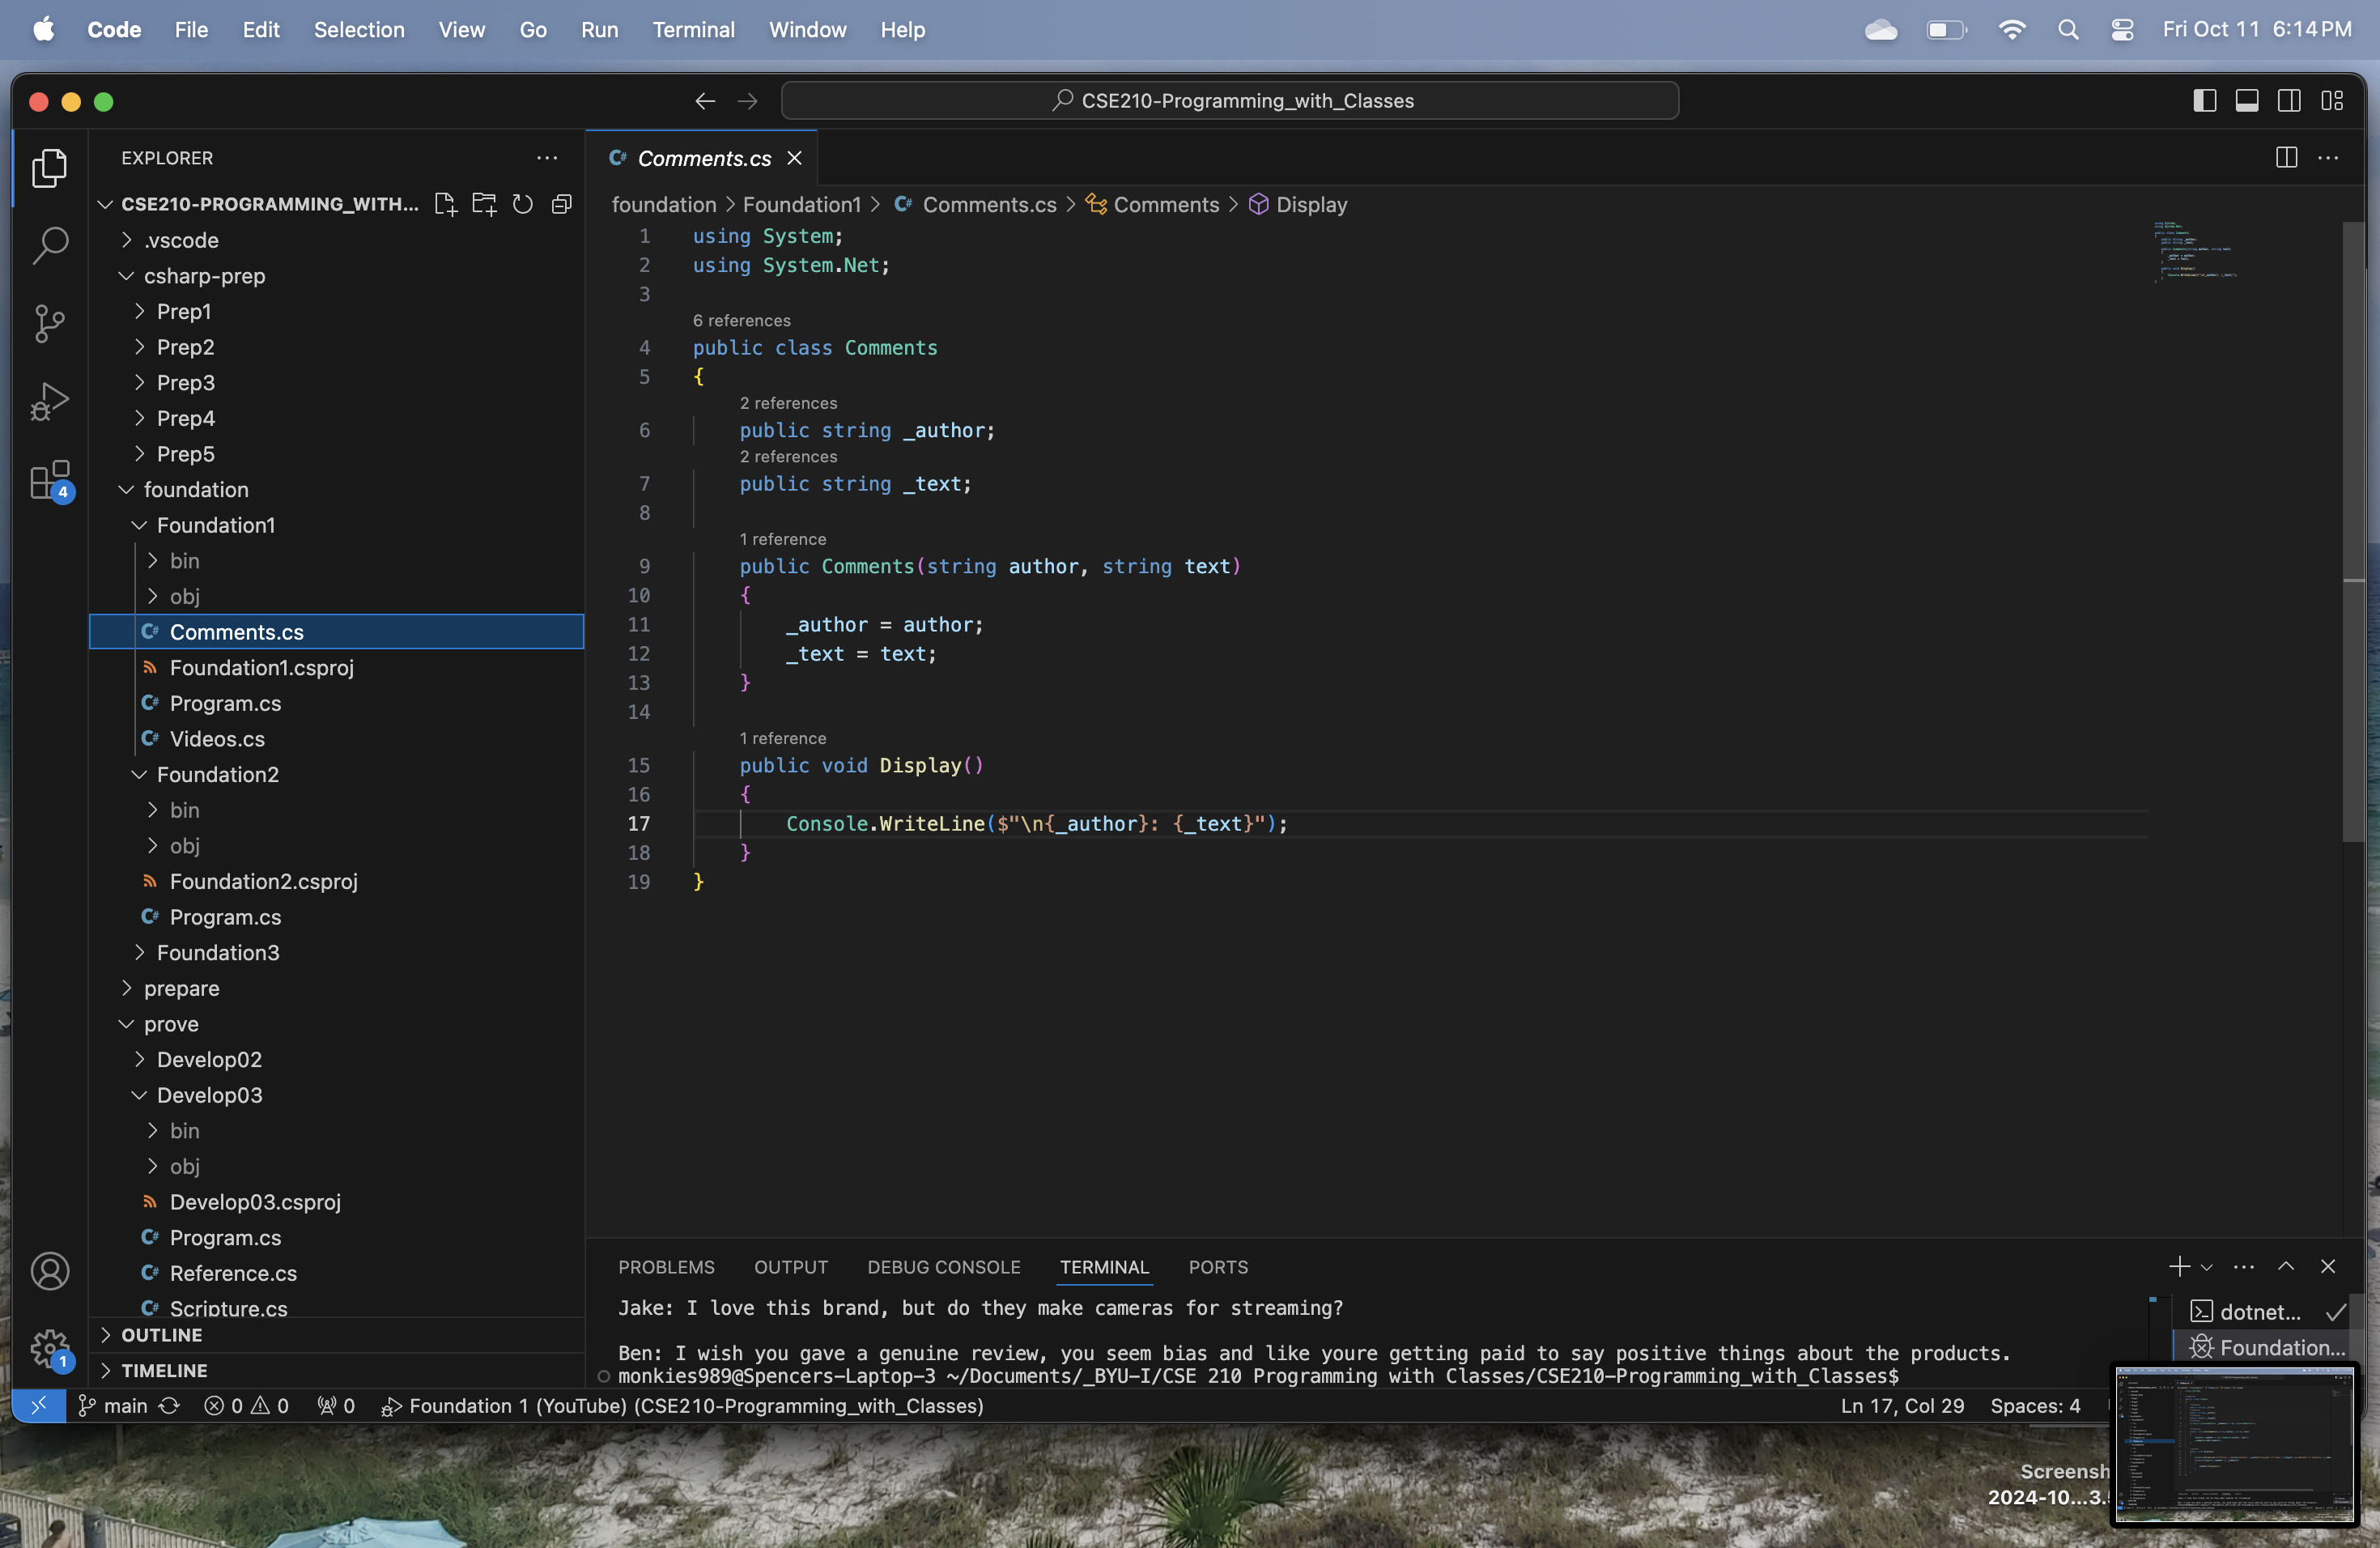 Code File Edit Selection View Go Run Terminal Window Help Fri Oct 11 6:14 PM
CSE210-Programming_with_Classes
EXPLORER
CSE210-PROGRAMMING_WITH...
.vscode
csharp-prep
Prep1
Prep2
Prep3
Prep4
Prep5
foundation
Foundation1
bin
obj
C# Comments.cs
Foundation1.csproj
C# Program.cs
C# Videos.cs
Foundation2
bin
obj
Foundation2.csproj
C# Program.cs
Foundation3
prepare
prove
Develop02
Develop03
bin
obj
Develop03.csproj
C# Program.cs
C# Reference.cs
C# Scripture.cs
OUTLINE
TIMELINE
4
1
C# Comments.cs
foundation > Foundation1 > C# Comments.cs > Comments > Display
1 using System;
2 using System.Net;
3
6 references
4 public class Comments
5 {
2 references
6 public string _author;
2 references
7 public string _text;
8
1 reference
9 public Comments(string author, string text)
10 {
11 _author = author;
12 _text = text;
13 }
14
1 reference
15 public void Display()
16 {
17 Console.WriteLine($"\n{_author}: {_text}");
18 }
19 }
PROBLEMS OUTPUT DEBUG CONSOLE TERMINAL PORTS
Jake: I love this brand, but do they make cameras for streaming?
Ben: I wish you gave a genuine review, you seem bias and like youre getting paid to say positive things about the products.
monkies989@Spencers-Laptop-3 ~/Documents/_BYU-I/CSE 210 Programming with Classes/CSE210-Programming_with_Classes$
dotnet...
Foundation...
main 0 0 0 Foundation 1 (YouTube) (CSE210-Programming_with_Classes) Ln 17, Col 29 Spaces: 4
Screensh
2024-10...3.5